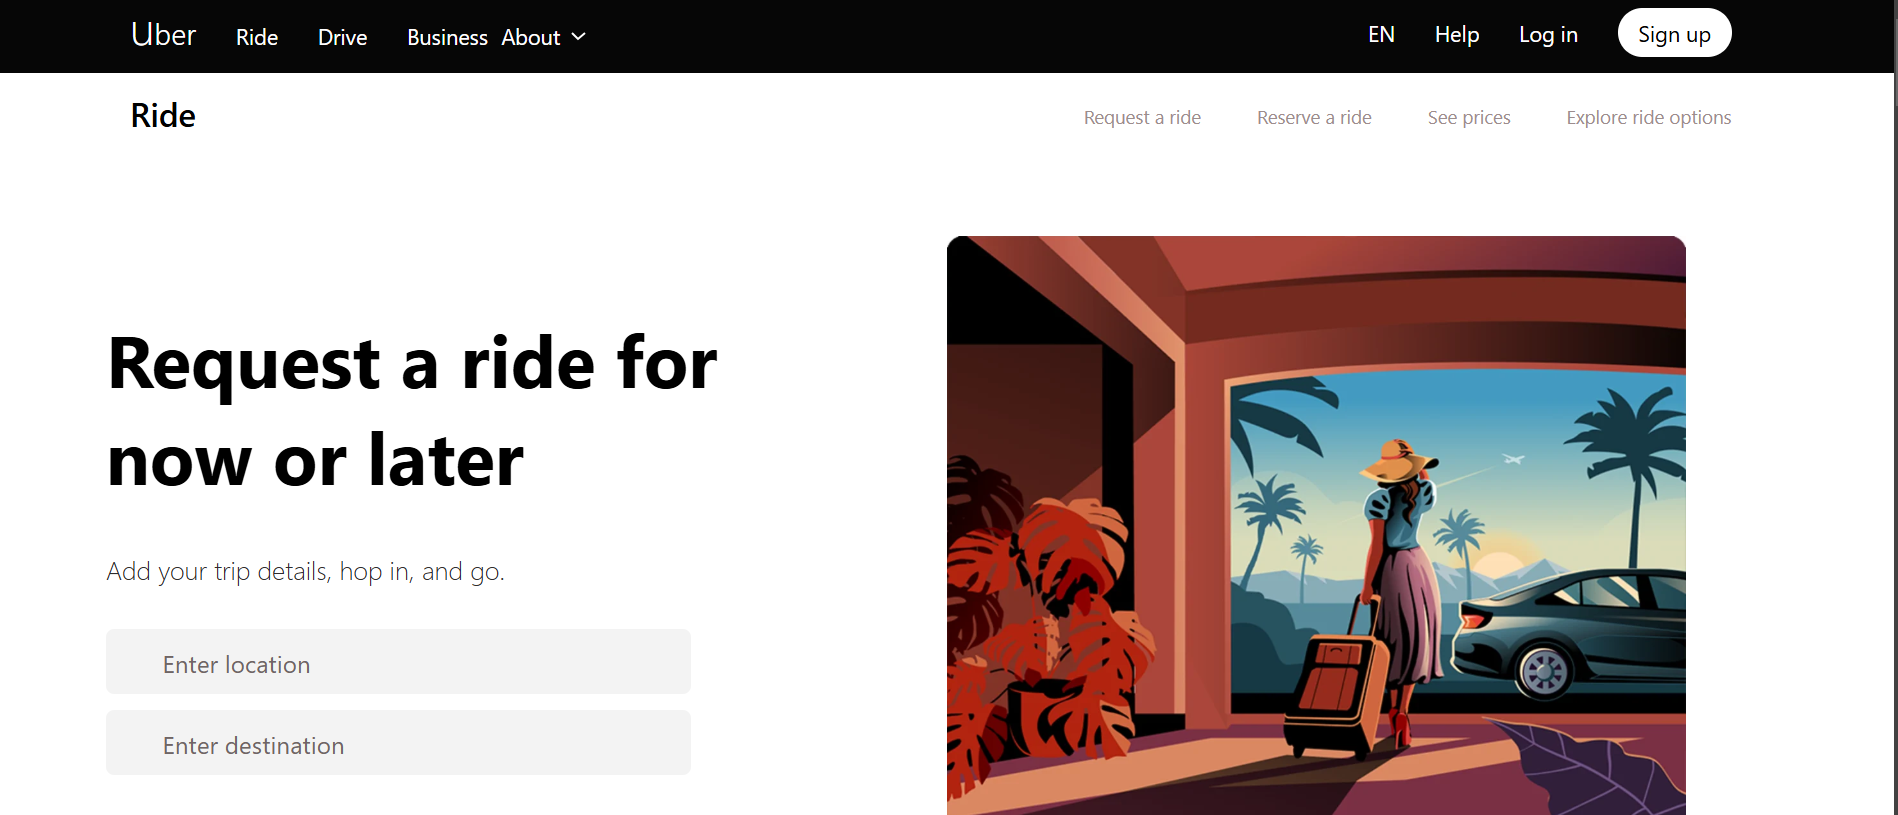 Uber Ride Drive Business About EN Help Log in Sign up
Ride Request a ride Reserve a ride See prices Explore ride options
Request a ride for
now or later
Add your trip details, hop in, and go.
Enter location
Enter destination